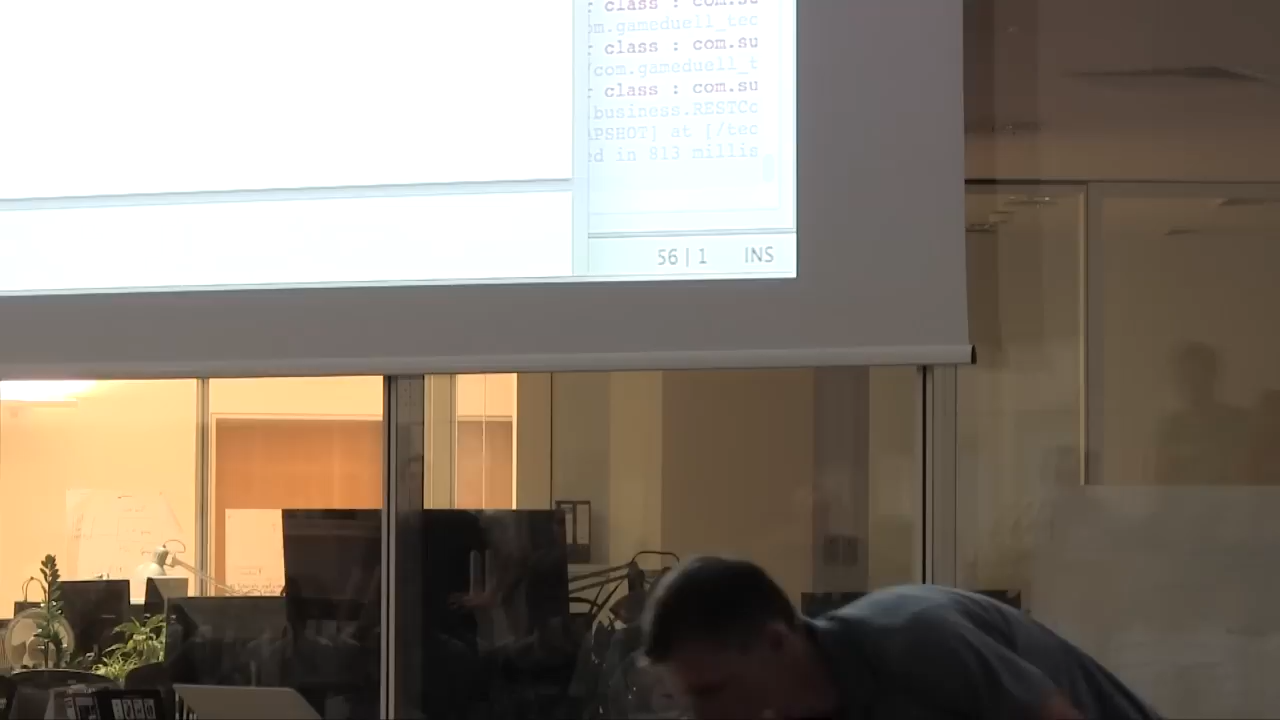 class : com.su
om.gameduell_tec
class : com.su
/com.gameduell_t
class : com.su
.business.RESTCo
APSHOT] at [/tec
ed in 813 millis
56 | 1 INS